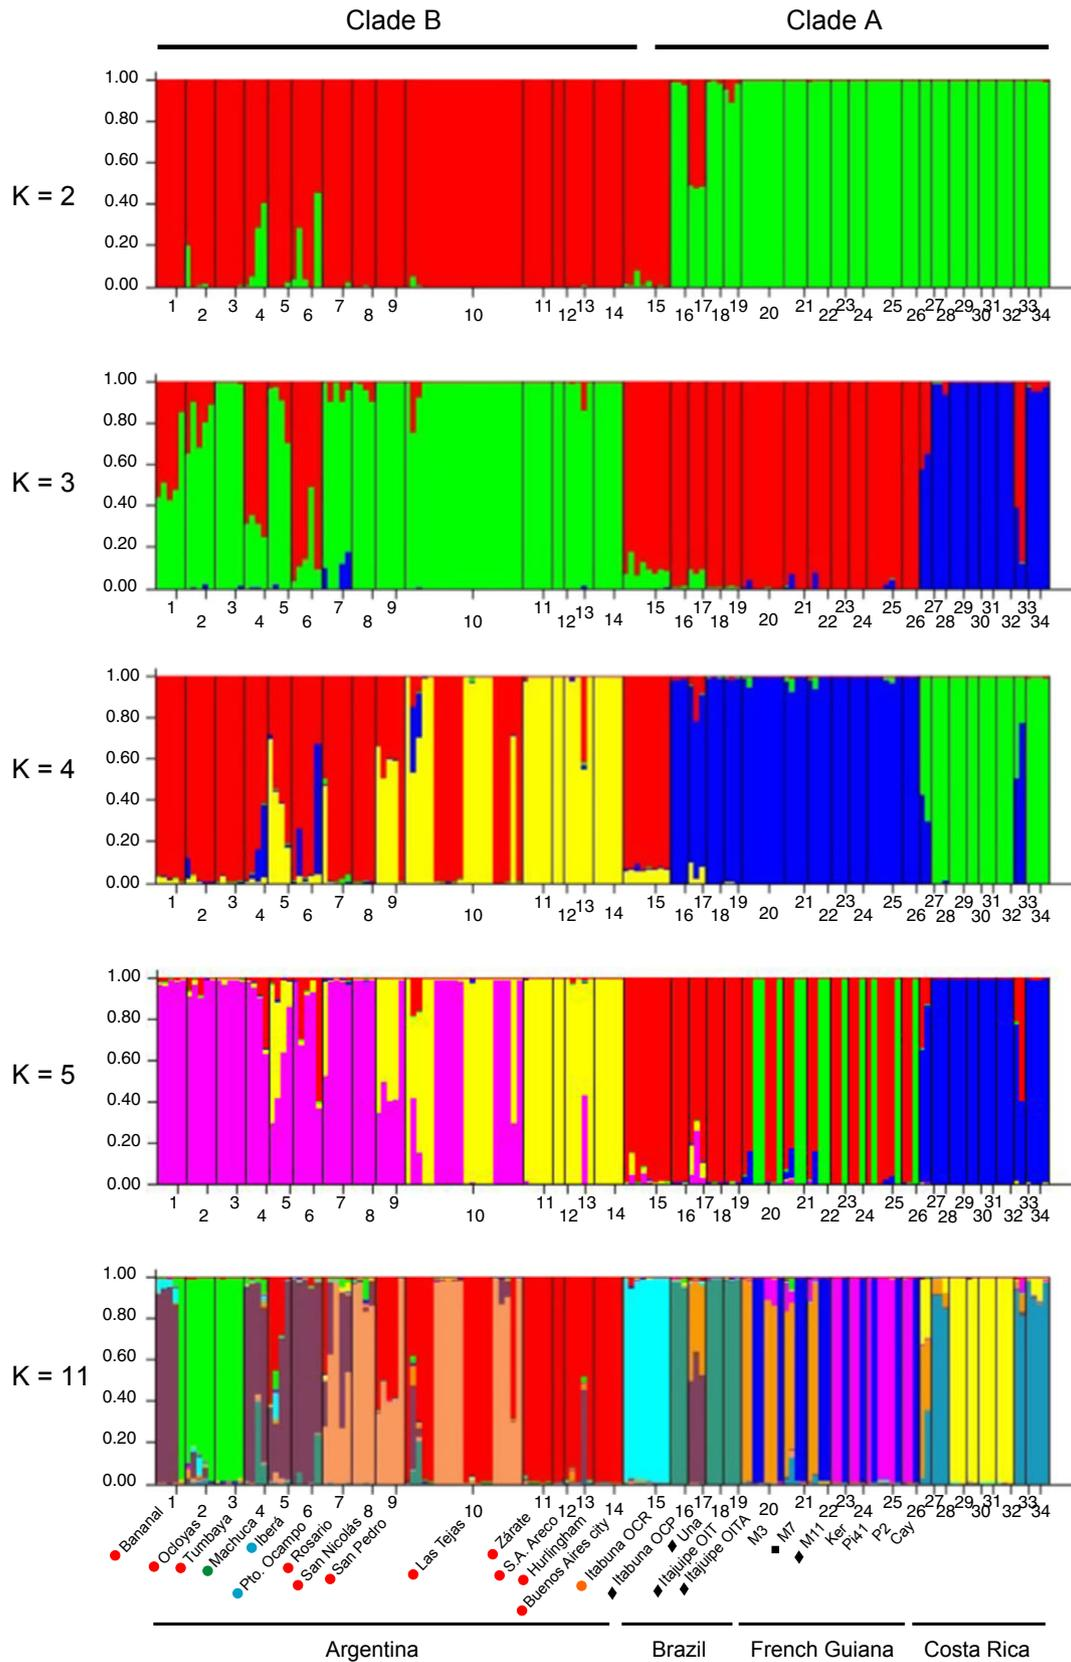 Clade B Clade A
1.00
0.80
0.60
K = 2
0.40
0.20
0.00
1 2 3 4 5 6 7 8 9 10 11 12 13 14 15 16 17 18 19 20 21 22 23 24 25 26 27 28 29 30 31 32 33 34
1.00
0.80
0.60
K = 3
0.40
0.20
0.00
1 2 3 4 5 6 7 8 9 10 11 12 13 14 15 16 17 18 19 20 21 22 23 24 25 26 27 28 29 30 31 32 33 34
1.00
0.80
K = 4
0.60
0.40
0.20
0.00
1 2 3 4 5 6 7 8 9 10 11 12 13 14 15 16 17 18 19 20 21 22 23 24 25 26 27 28 29 30 31 32 33 34
1.00
0.80
0.60
K = 5
0.40
0.20
0.00
1 2 3 4 5 6 7 8 9 10 11 12 13 14 15 16 17 18 19 20 21 22 23 24 25 26 27 28 29 30 31 32 33 34
1.00
0.80
0.60
K = 11
0.40
0.20
0.00
1 2 3 4 5 6 7 8 9 10 11 12 13 14 15 16 17 18 19 20 21 22 23 24 25 26 27 28 29 30 31 32 33 34
Bananal
Ocloyas
Tumbaya
Machuca
Iberá
Pto. Ocampo
Rosario
San Nicolás
San Pedro
Las Tejas
Zárate
S.A. Areco
Hurlingham
Buenos Aires city
Itabuna OCR
Itabuna OCP
Una
Itajuipe OIT
Itajuipe OITA
M3
M7
M11
Ker
Pi41
P2
Cay
Argentina Brazil French Guiana Costa Rica